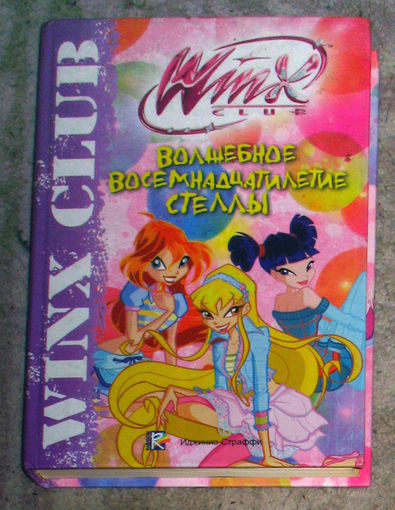 WINX CLUB
WinX
CLUB
ВОЛШЕБНОЕ
ВОСЕМНАДЦАТИЛЕТИЕ
СТЕЛЛЫ
Иджинио Страффи